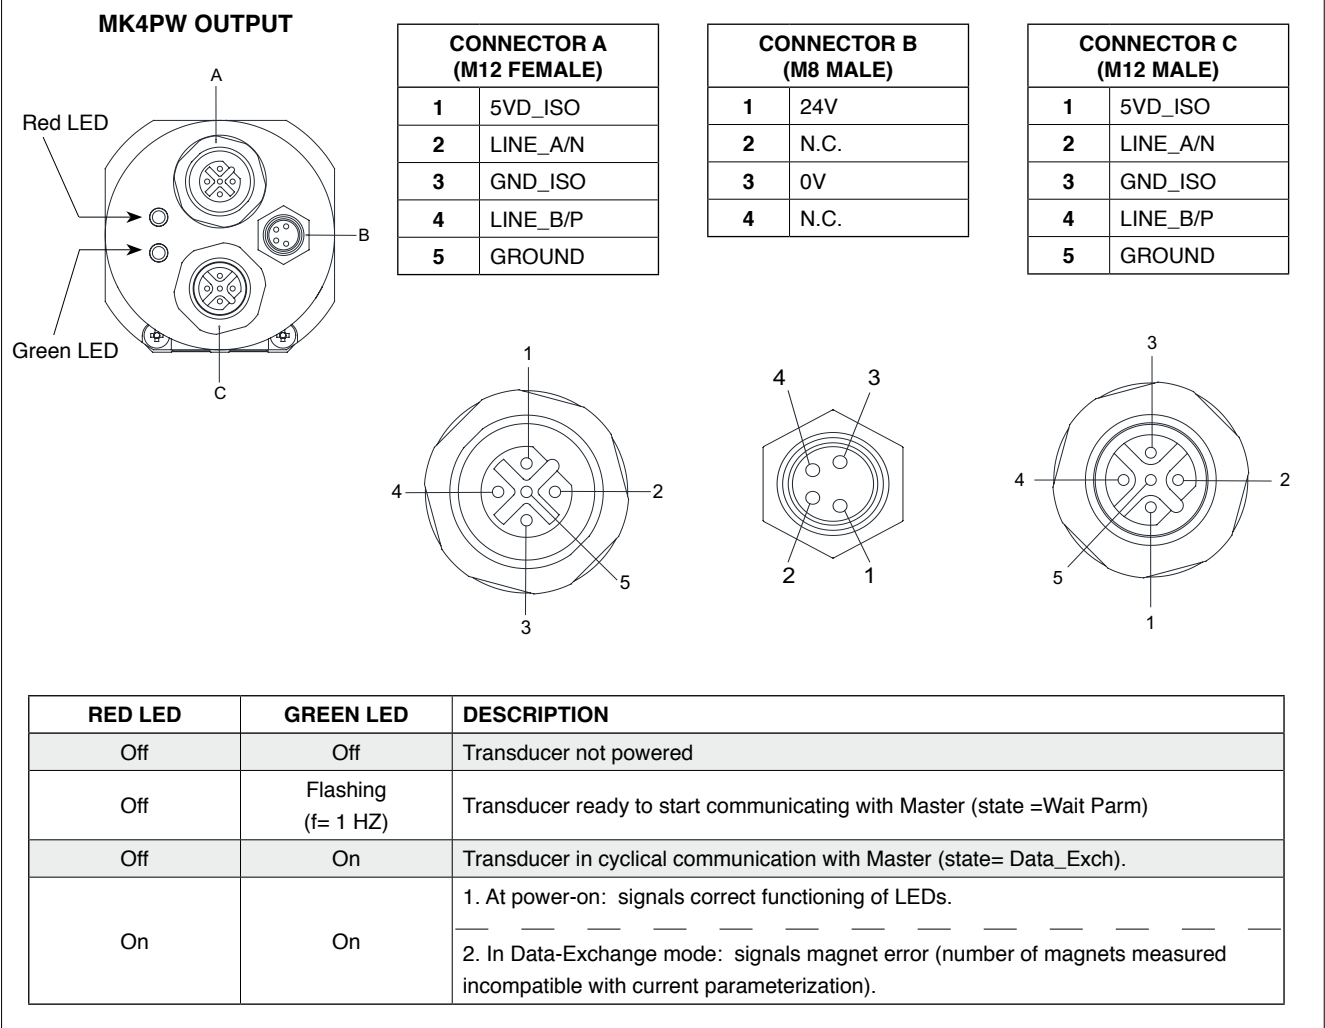 MK4PW OUTPUT
A
Red LED
B
Green LED
C
CONNECTOR A
(M12 FEMALE)
1 5VD_ISO
2 LINE_A/N
3 GND_ISO
4 LINE_B/P
5 GROUND
CONNECTOR B
(M8 MALE)
1 24V
2 N.C.
3 0V
4 N.C.
CONNECTOR C
(M12 MALE)
1 5VD_ISO
2 LINE_A/N
3 GND_ISO
4 LINE_B/P
5 GROUND
1
4 2
5
3
4 3
2 1
3
4 2
5
1
RED LED GREEN LED DESCRIPTION
Off Off Transducer not powered
Off Flashing
(f= 1 HZ) Transducer ready to start communicating with Master (state =Wait Parm)
Off On Transducer in cyclical communication with Master (state= Data_Exch).
On On 1. At power-on: signals correct functioning of LEDs.
2. In Data-Exchange mode: signals magnet error (number of magnets measured
incompatible with current parameterization).